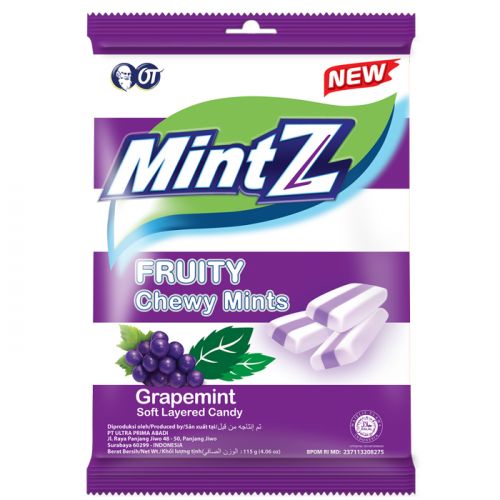 OT
NEW
MintZ
FRUITY
Chewy Mints
Grapemint
Soft Layered Candy
Diproduksi oleh/Produced by/Sản xuất tại/ تم إنتاجه من قبل:
PT ULTRA PRIMA ABADI
Jl. Raya Panjang Jiwo 48 - 50, Panjang Jiwo
Surabaya 60299 - INDONESIA
Berat Bersih/Net Wt./Khối lượng tịnh/ الوزن الصافي: 115 g (4.06 oz)
BPOM RI MD: 237113208275